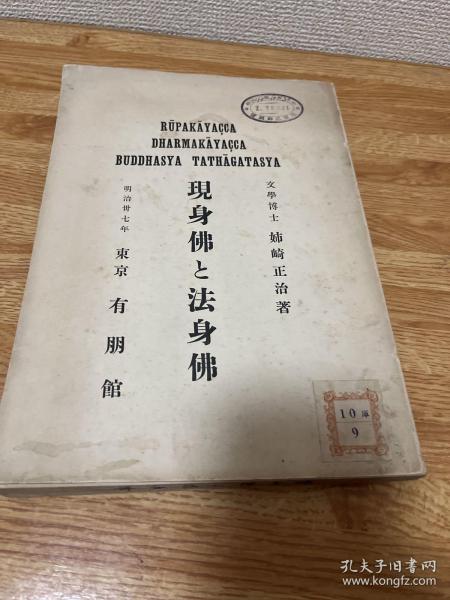 RŪPAKĀYAÇCA
DHARMAKĀYAÇCA
BUDDHASYA TATHĀGATASYA
文學博士 姉崎正治著
現身佛と法身佛
明治卅七年 東京 有朋館
10 庫
9
孔夫子旧书网
www.kongfz.com